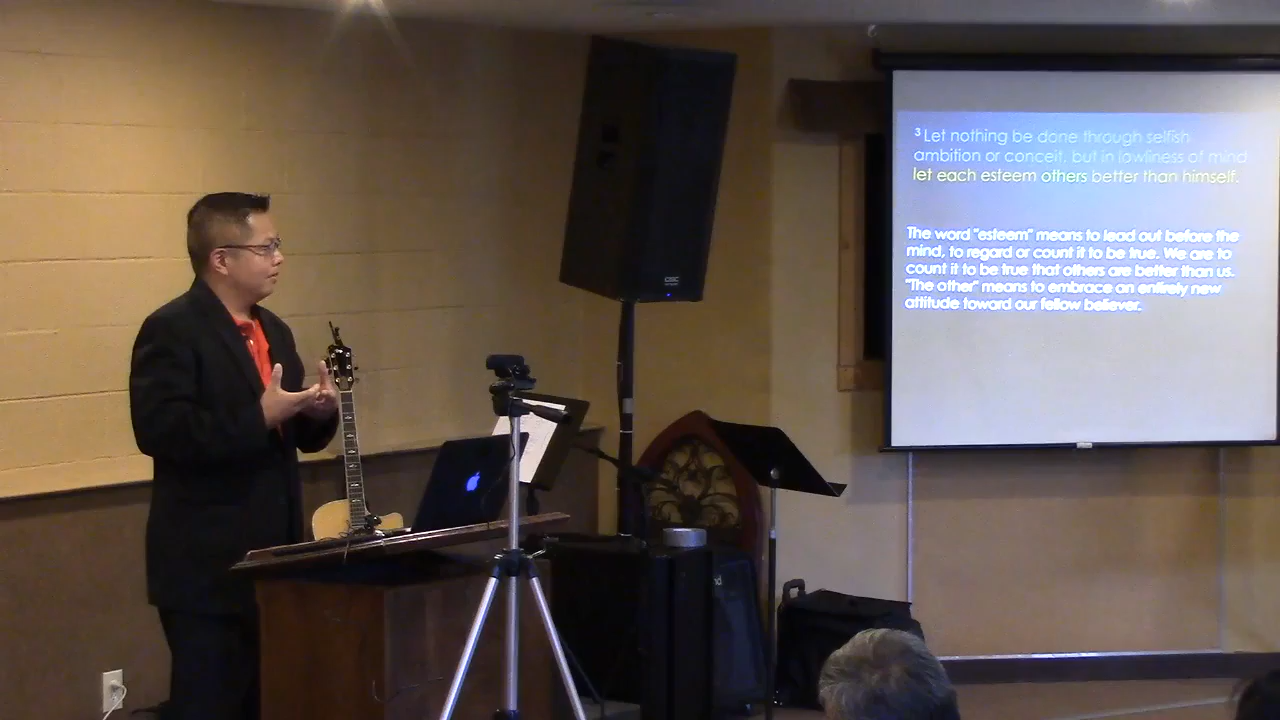 ³ Let nothing be done through selfish
ambition or conceit, but in lowliness of mind
let each esteem others better than himself.
The word "esteem" means to lead out before the
mind, to regard or count it to be true. We are to
count it to be true that others are better than us.
"The other" means to embrace an entirely new
attitude toward our fellow believer.
QSC